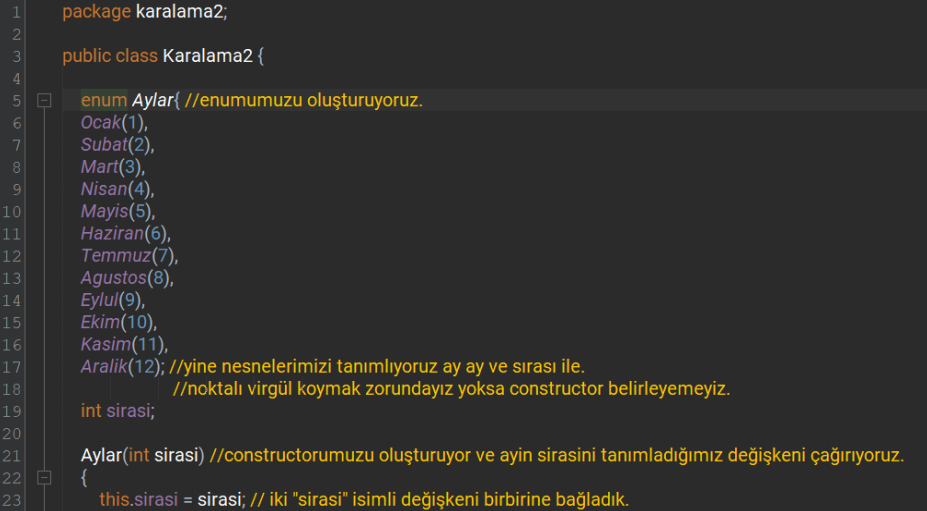 1 package karalama2;
2
3 public class Karalama2 {
4
5 enum Aylar{ //enumumuzu oluşturuyoruz.
6 Ocak(1),
7 Subat(2),
8 Mart(3),
9 Nisan(4),
10 Mayis(5),
11 Haziran(6),
12 Temmuz(7),
13 Agustos(8),
14 Eylul(9),
15 Ekim(10),
16 Kasim(11),
17 Aralik(12); //yine nesnelerimizi tanımlıyoruz ay ay ve sırası ile.
18 //noktalı virgül koymak zorundayız yoksa constructor belirleyemeyiz.
19 int sirasi;
20
21 Aylar(int sirasi) //constructorumuzu oluşturuyor ve ayin sirasini tanımladığımız değişkeni çağırıyoruz.
22 {
23 this.sirasi = sirasi; // iki "sirasi" isimli değişkeni birbirine bağladık.